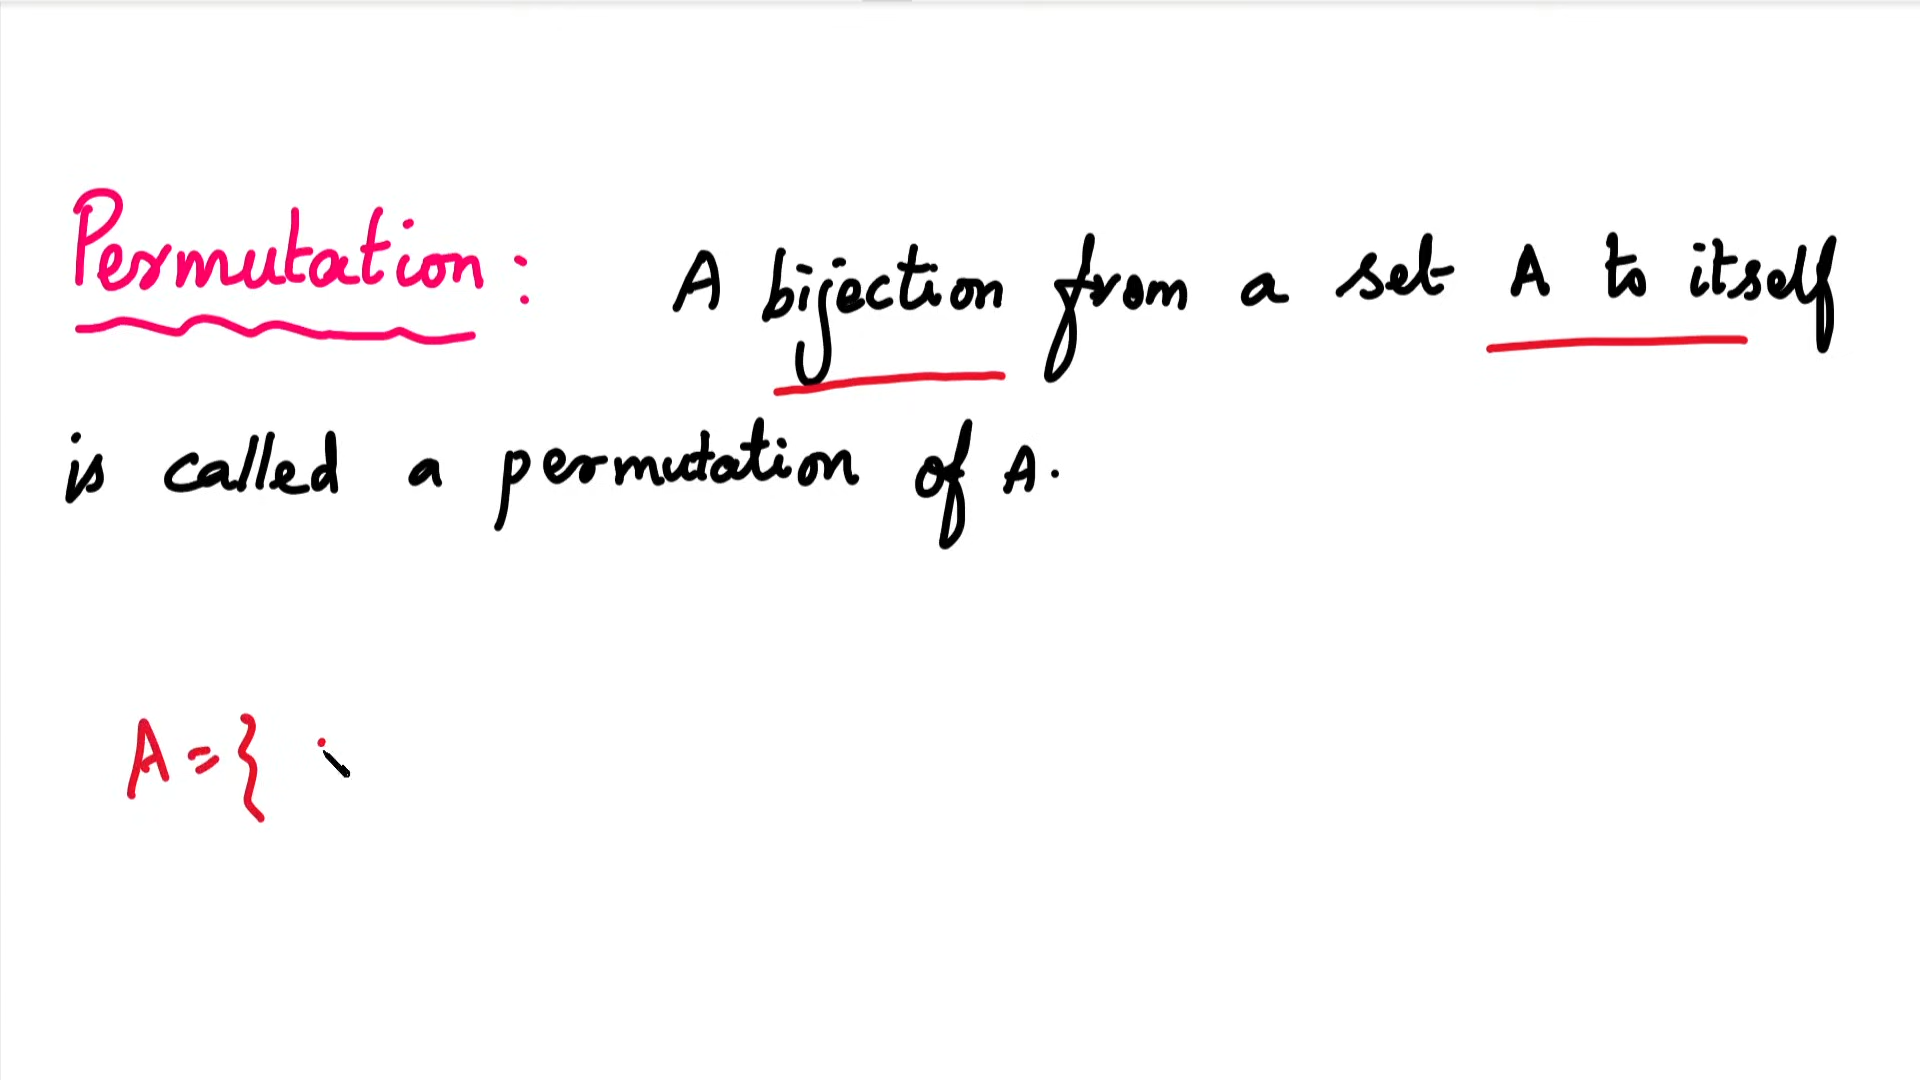 Permutation: A bijection from a set A to itself
is called a permutation of A.
A = {